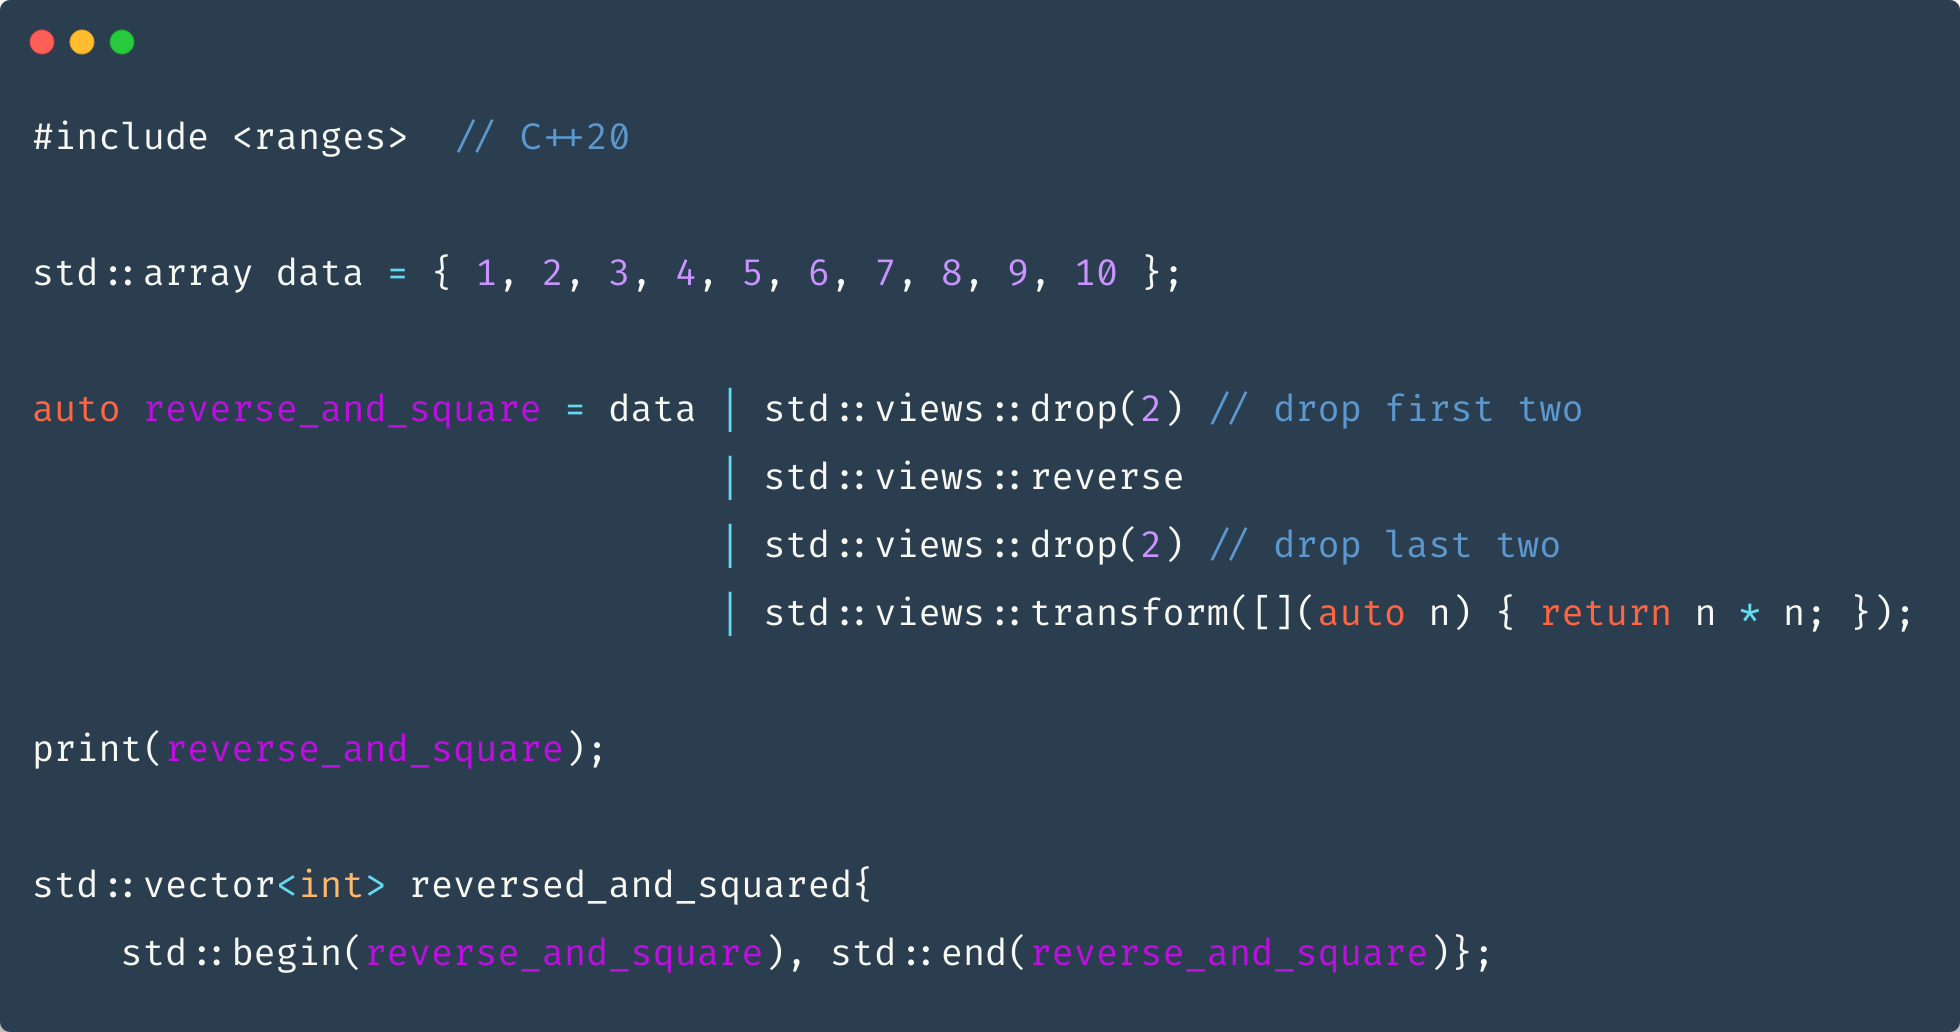 #include <ranges>  // C++20
std::array data = { 1, 2, 3, 4, 5, 6, 7, 8, 9, 10 };
auto reverse_and_square = data | std::views::drop(2) // drop first two
                               | std::views::reverse
                               | std::views::drop(2) // drop last two
                               | std::views::transform([](auto n) { return n * n; });
print(reverse_and_square);
std::vector<int> reversed_and_squared{
    std::begin(reverse_and_square), std::end(reverse_and_square)};